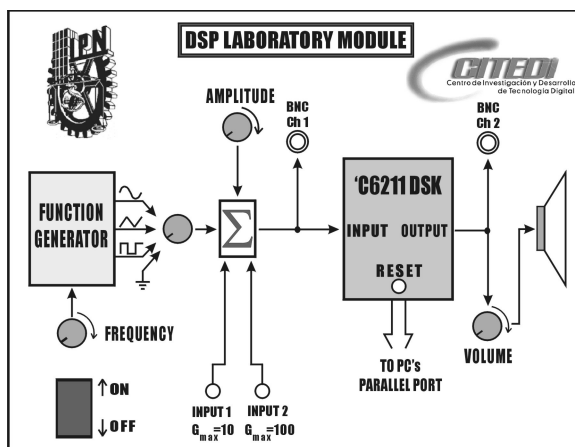 IPN
DSP LABORATORY MODULE
CITEDI
Centro de Investigación y Desarrollo
de Tecnología Digital
AMPLITUDE
BNC
Ch 1
BNC
Ch 2
FUNCTION
GENERATOR
Σ
'C6211 DSK
INPUT OUTPUT
RESET
FREQUENCY
VOLUME
TO PC's
PARALLEL PORT
ON
OFF
INPUT 1
Gmax=10
INPUT 2
Gmax=100